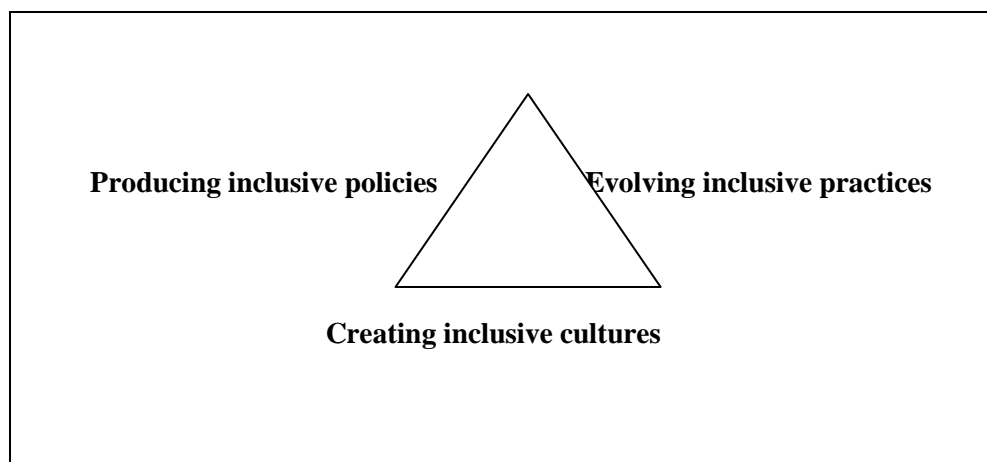 Producing inclusive policies
Evolving inclusive practices
Creating inclusive cultures